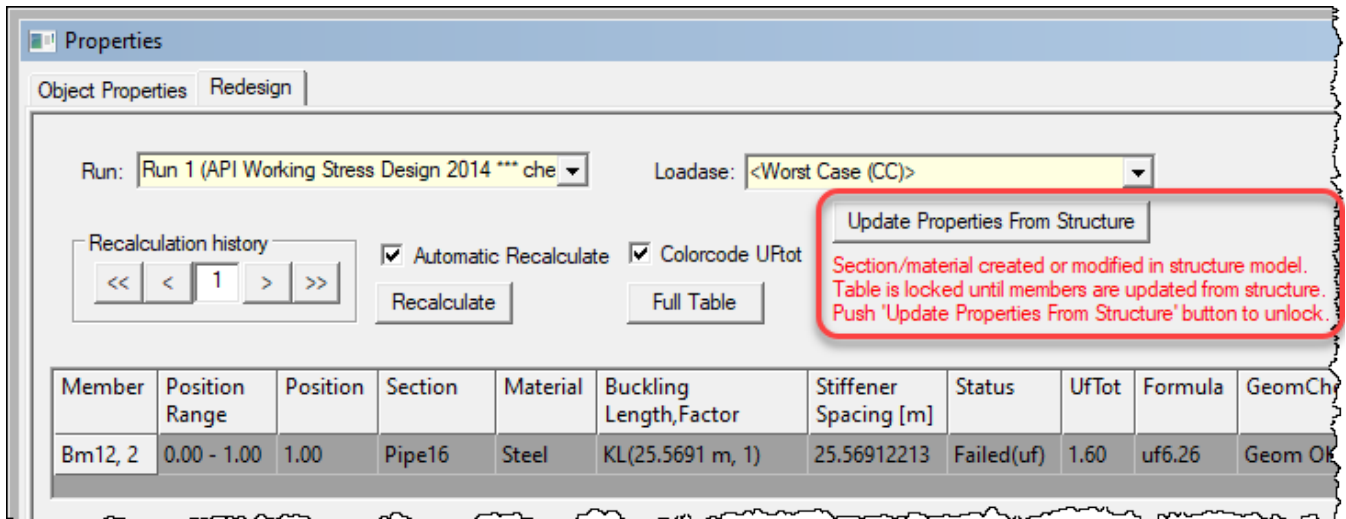 Properties
Object Properties Redesign
Run: Run 1 (API Working Stress Design 2014 *** che Loadase: <Worst Case (CC)>
Update Properties From Structure
Recalculation history
<< < 1 > >>
Automatic Recalculate Colorcode UFtot
Recalculate Full Table
Section/material created or modified in structure model.
Table is locked until members are updated from structure.
Push 'Update Properties From Structure' button to unlock.
Member Position Range Position Section Material Buckling Length,Factor Stiffener Spacing [m] Status UfTot Formula GeomChe
Bm12, 2 0.00 - 1.00 1.00 Pipe16 Steel KL(25.5691 m, 1) 25.56912213 Failed(uf) 1.60 uf6.26 Geom OK